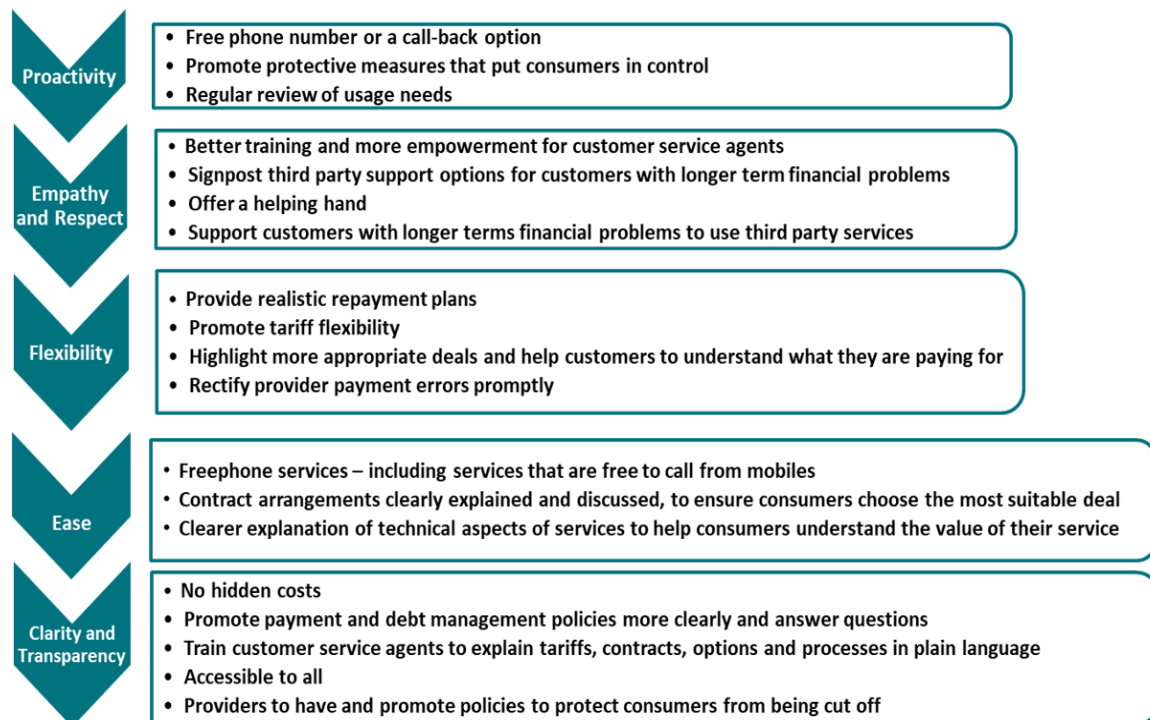 Proactivity
• Free phone number or a call-back option
• Promote protective measures that put consumers in control
• Regular review of usage needs
Empathy
and Respect
• Better training and more empowerment for customer service agents
• Signpost third party support options for customers with longer term financial problems
• Offer a helping hand
• Support customers with longer terms financial problems to use third party services
Flexibility
• Provide realistic repayment plans
• Promote tariff flexibility
• Highlight more appropriate deals and help customers to understand what they are paying for
• Rectify provider payment errors promptly
Ease
• Freephone services – including services that are free to call from mobiles
• Contract arrangements clearly explained and discussed, to ensure consumers choose the most suitable deal
• Clearer explanation of technical aspects of services to help consumers understand the value of their service
Clarity and
Transparency
• No hidden costs
• Promote payment and debt management policies more clearly and answer questions
• Train customer service agents to explain tariffs, contracts, options and processes in plain language
• Accessible to all
• Providers to have and promote policies to protect consumers from being cut off